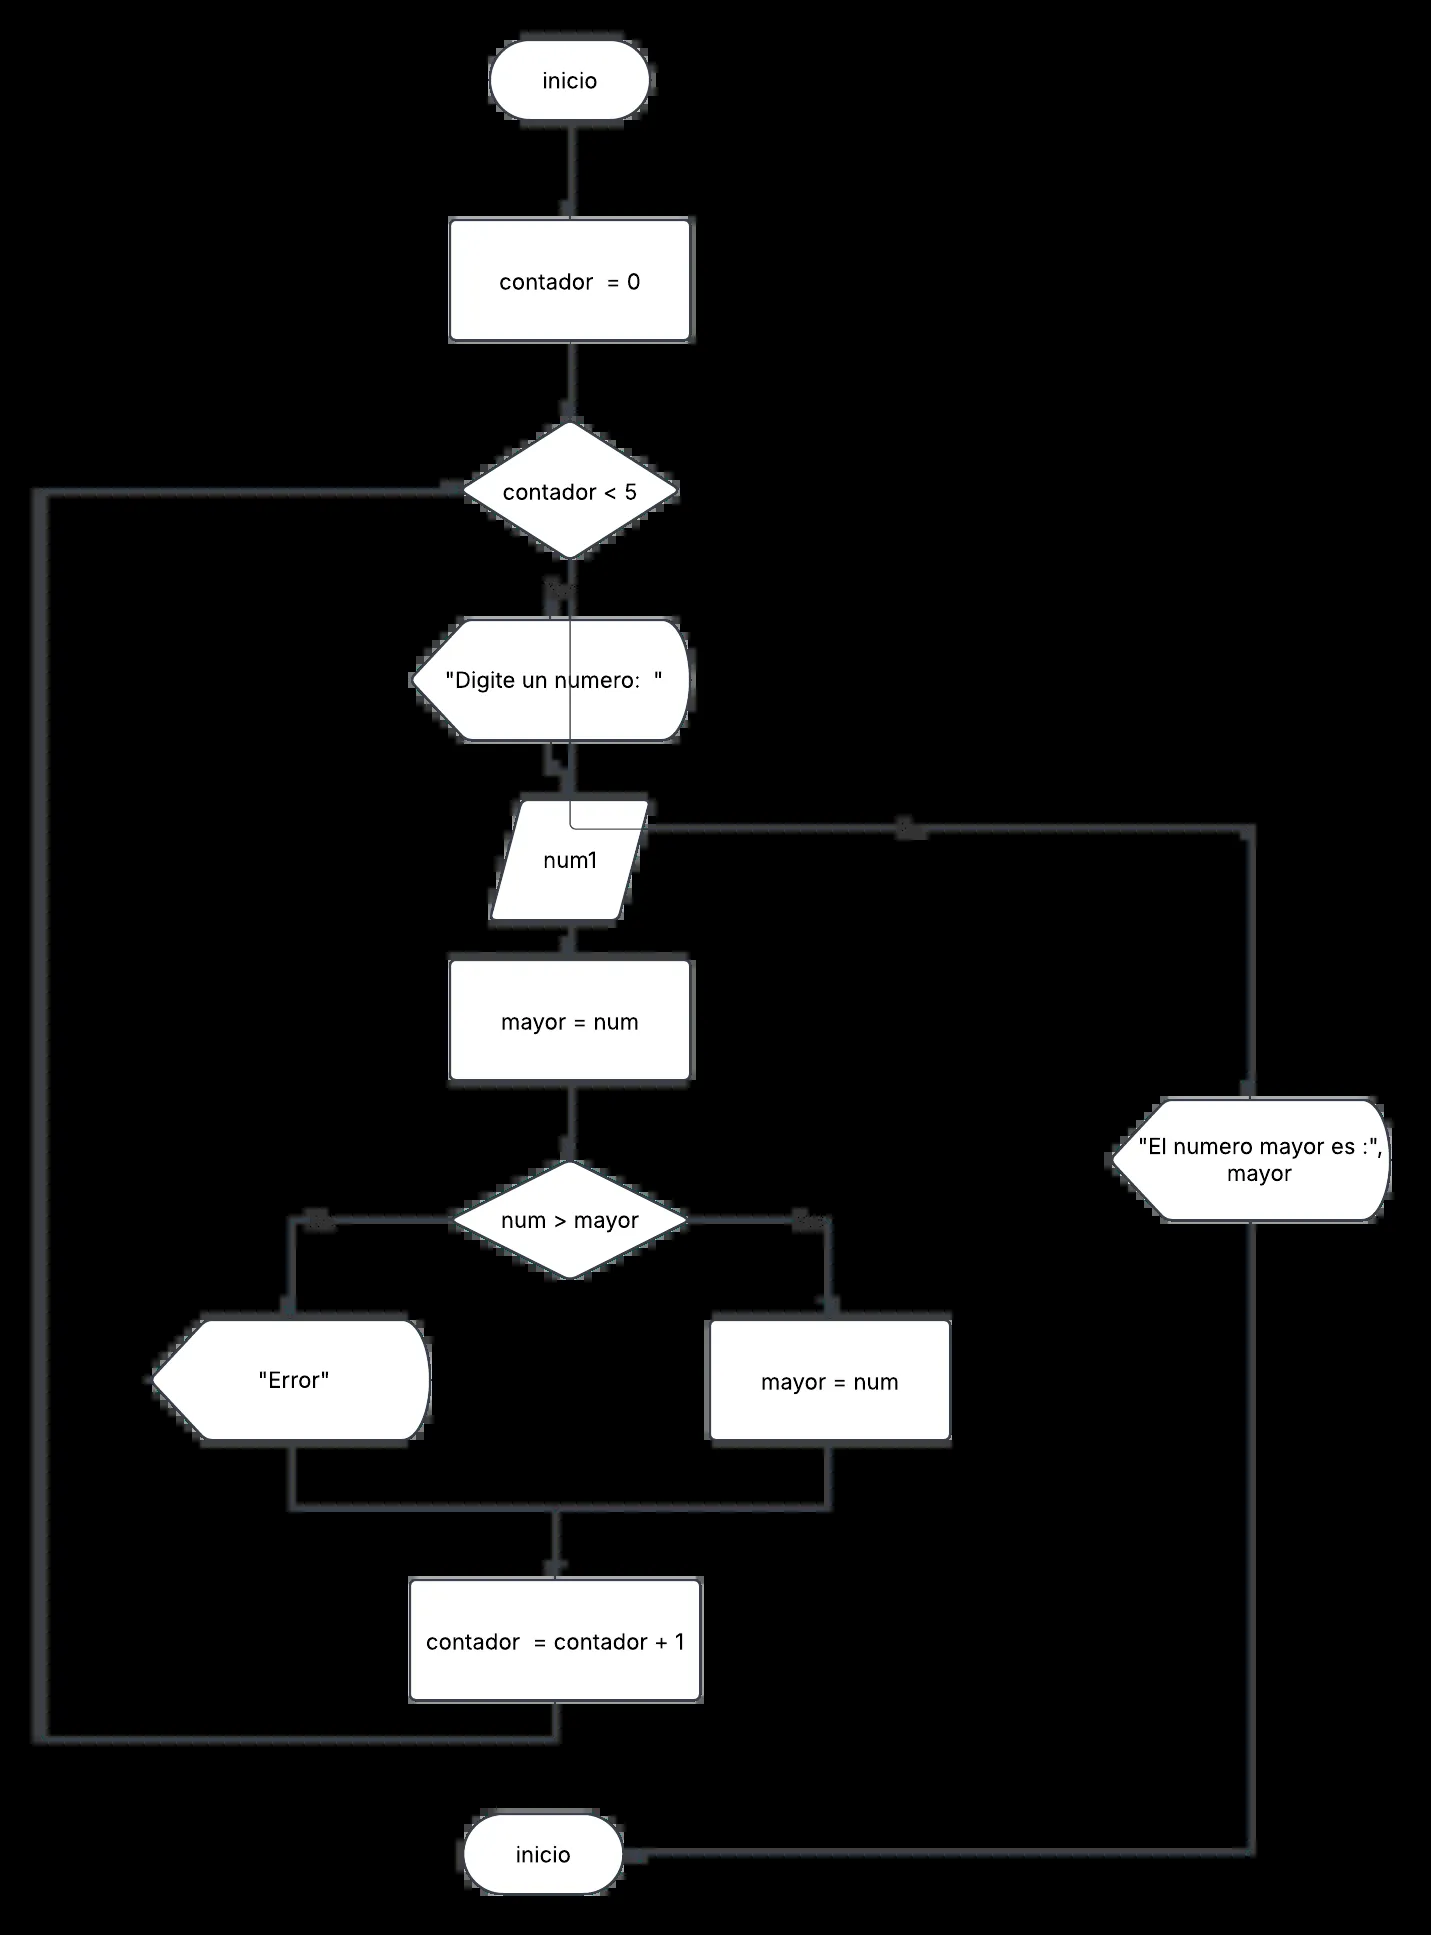 inicio
contador  = 0
contador < 5
"Digite un numero:  "
num1
mayor = num
"El numero mayor es :",
mayor
num > mayor
"Error"
mayor = num
contador  = contador + 1
inicio